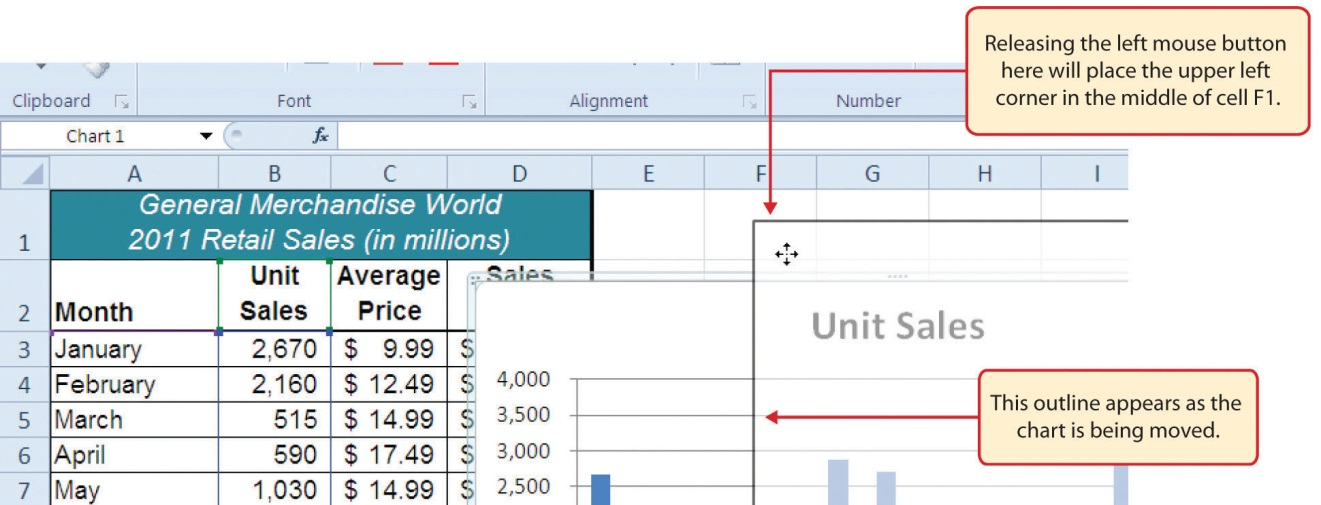 Releasing the left mouse button
here will place the upper left
corner in the middle of cell F1.
Clipboard Font Alignment Number
Chart 1 fx
A B C D E F G H I
1 General Merchandise World
2011 Retail Sales (in millions)
2 Month Unit Sales Average Price Sales
3 January 2,670 $ 9.99 $
4 February 2,160 $ 12.49 $
5 March 515 $ 14.99 $
6 April 590 $ 17.49 $
7 May 1,030 $ 14.99 $
Unit Sales
4,000
3,500
3,000
2,500
This outline appears as the
chart is being moved.